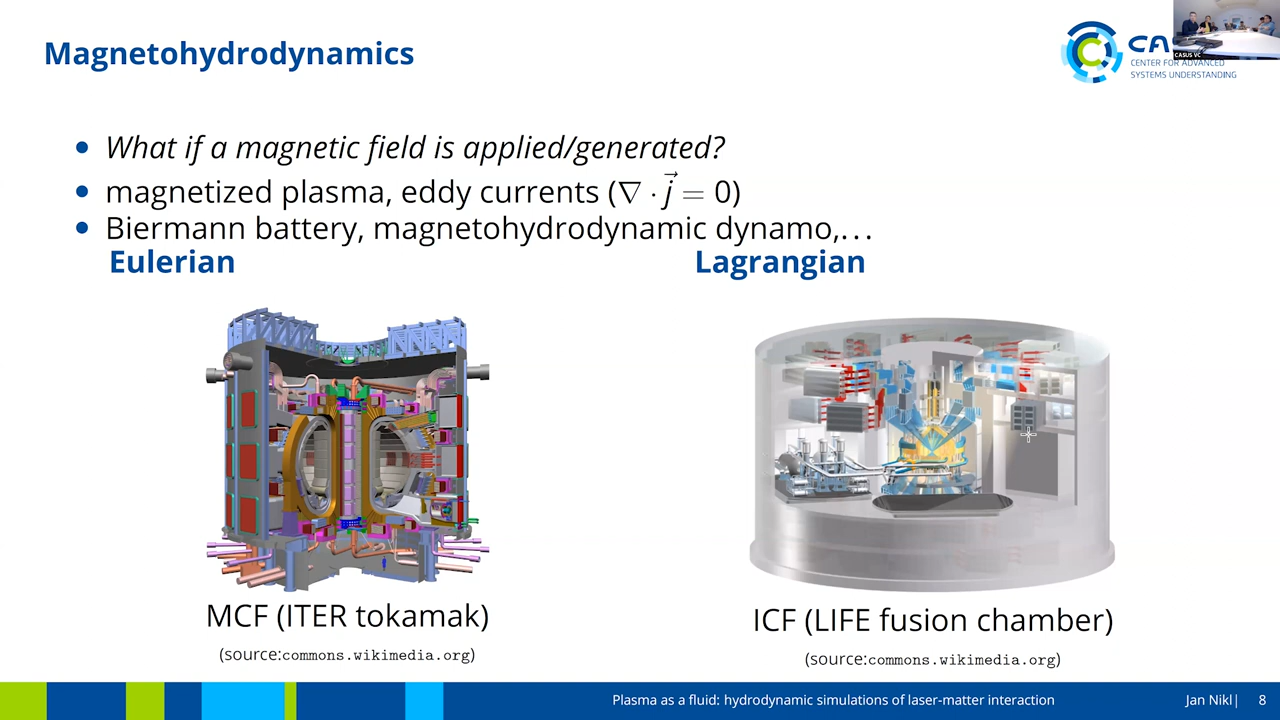 Magnetohydrodynamics
CASUS VC
CENTER FOR ADVANCED
SYSTEMS UNDERSTANDING
What if a magnetic field is applied/generated?
magnetized plasma, eddy currents (∇ · j⃗ = 0)
Biermann battery, magnetohydrodynamic dynamo,...
Eulerian
Lagrangian
MCF (ITER tokamak)
(source:commons.wikimedia.org)
ICF (LIFE fusion chamber)
(source:commons.wikimedia.org)
Plasma as a fluid: hydrodynamic simulations of laser-matter interaction
Jan Nikl| 8